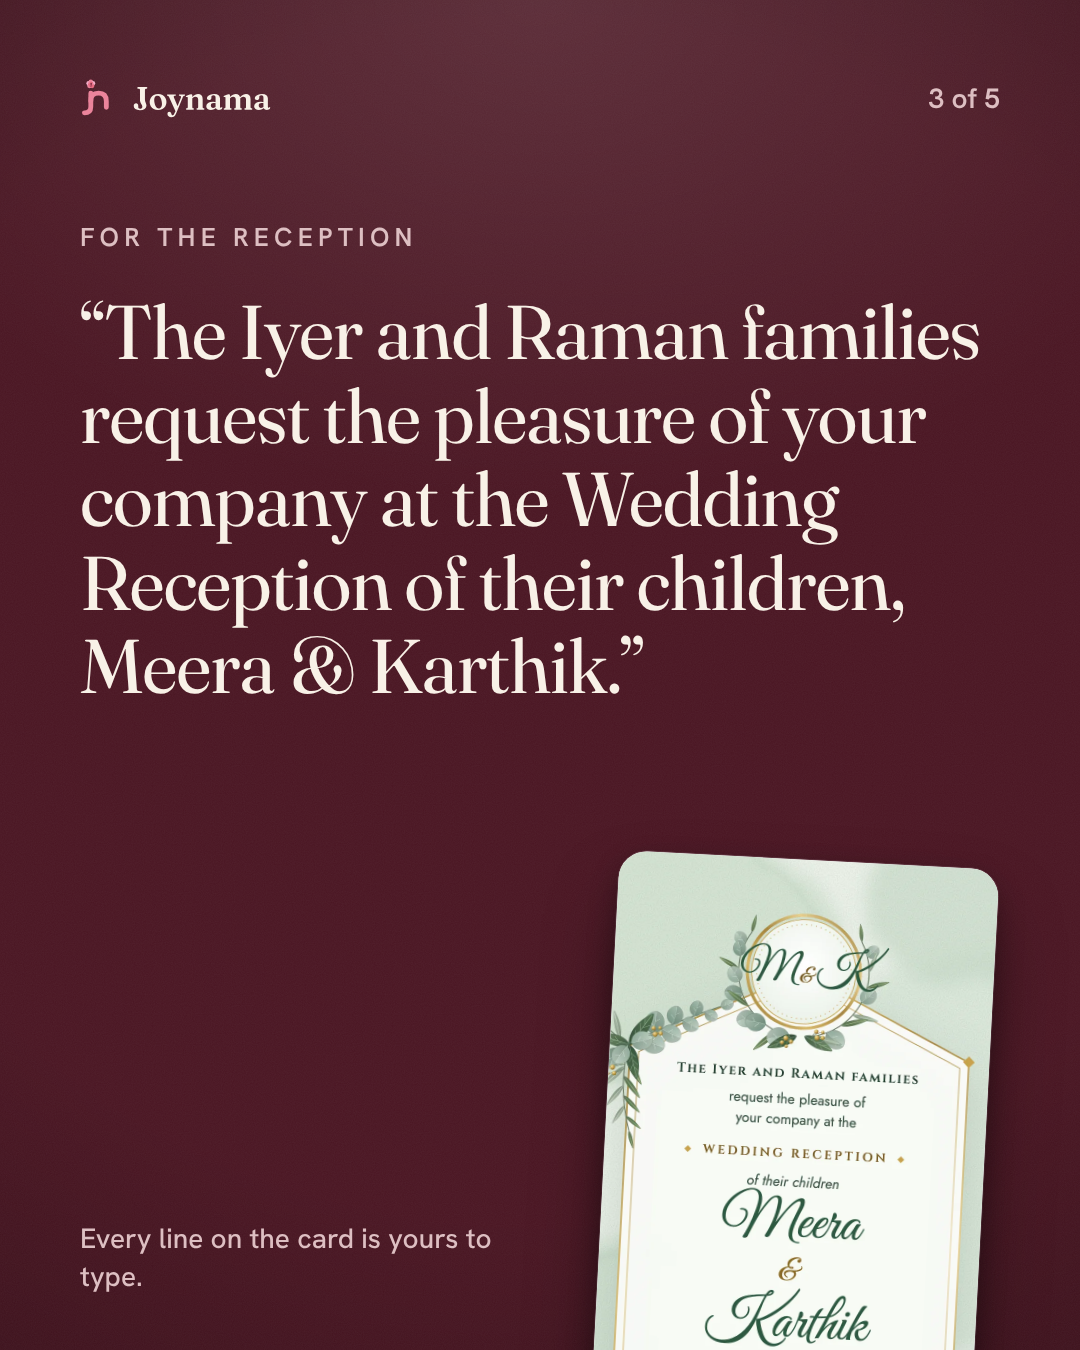 Joynama
3 of 5
FOR THE RECEPTION
“The Iyer and Raman families
request the pleasure of your
company at the Wedding
Reception of their children,
Meera & Karthik.”
M&K
THE IYER AND RAMAN FAMILIES
request the pleasure of
your company at the
WEDDING RECEPTION
of their children
Meera
&
Karthik
Every line on the card is yours to
type.